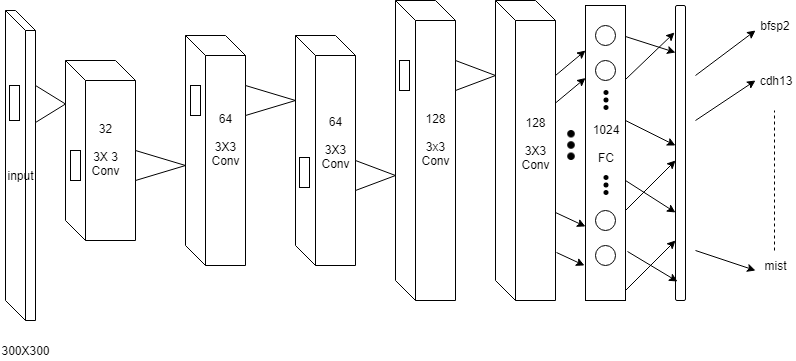 input
300X300
32
3X 3
Conv
64
3X3
Conv
64
3X3
Conv
128
3x3
Conv
128
3X3
Conv
1024
FC
bfsp2
cdh13
mist